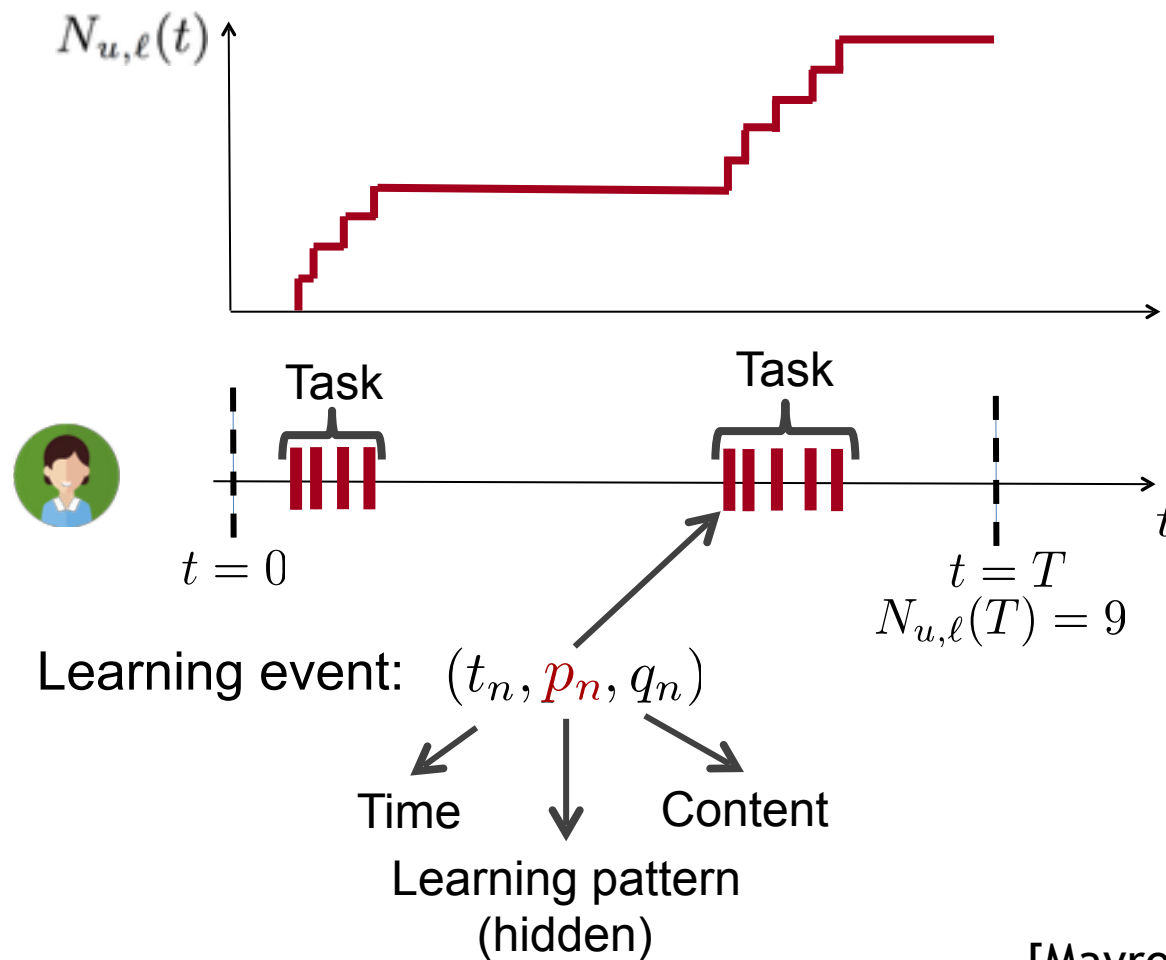 N_{u,ℓ}(t)
Task
Task
t
t = 0
t = T
N_{u,ℓ}(T) = 9
Learning event: (t_n, p_n, q_n)
Time
Content
Learning pattern
(hidden)